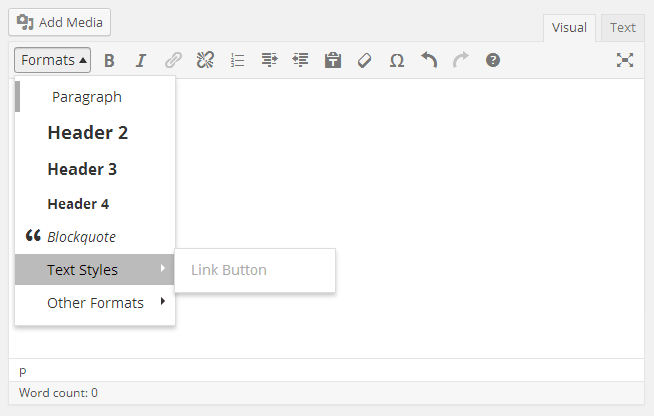 Add Media
Visual Text
Formats B I Ω
Paragraph
Header 2
Header 3
Header 4
Blockquote
Text Styles
Link Button
Other Formats
p
Word count: 0